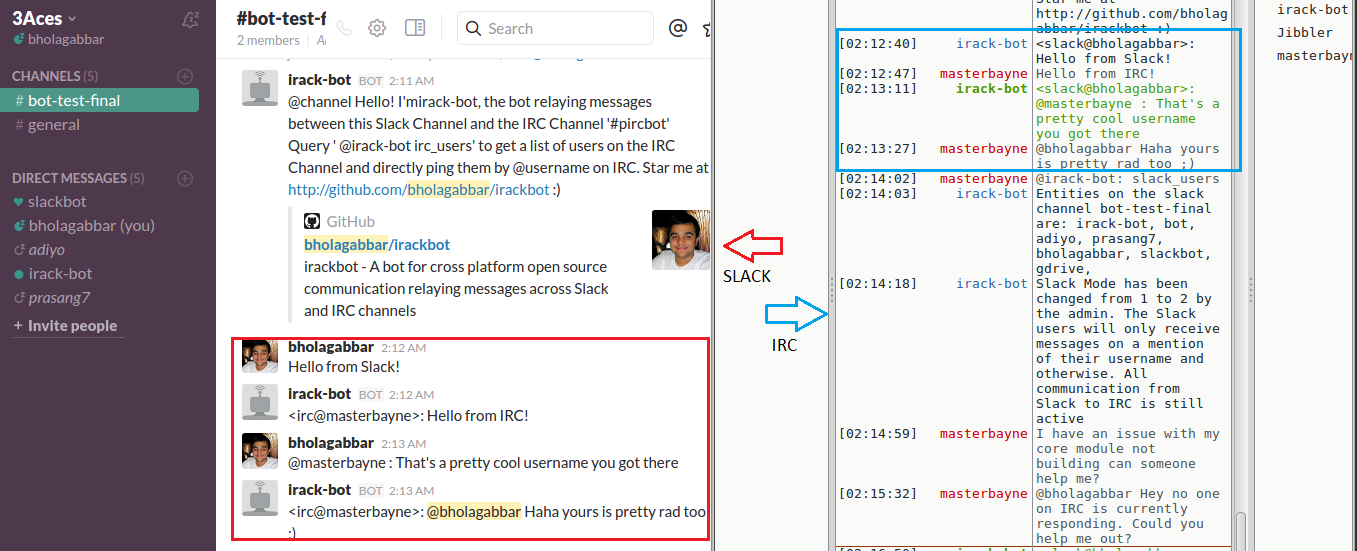 3Aces
bholagabbar
CHANNELS (5)
# bot-test-final
# general
DIRECT MESSAGES (5)
slackbot
bholagabbar (you)
adiyo
irack-bot
prasang7
+ Invite people
#bot-test-f
2 members
Search
@
irack-bot BOT 2:11 AM
@channel Hello! I'mirack-bot, the bot relaying messages
between this Slack Channel and the IRC Channel '#pircbot'
Query ' @irack-bot irc_users' to get a list of users on the IRC
Channel and directly ping them by @username on IRC. Star me at
http://github.com/bholagabbar/irackbot :)
GitHub
bholagabbar/irackbot
irackbot - A bot for cross platform open source
communication relaying messages across Slack
and IRC channels
bholagabbar 2:12 AM
Hello from Slack!
irack-bot BOT 2:12 AM
<irc@masterbayne>: Hello from IRC!
bholagabbar 2:13 AM
@masterbayne : That's a pretty cool username you got there
irack-bot BOT 2:13 AM
<irc@masterbayne>: @bholagabbar Haha yours is pretty rad too
:)
SLACK
IRC
Star me at
http://github.com/bholag
abbar/irackbot :)
[02:12:40] irack-bot <slack@bholagabbar>:
Hello from Slack!
[02:12:47] masterbayne Hello from IRC!
[02:13:11] irack-bot <slack@bholagabbar>:
@masterbayne : That's a
pretty cool username
you got there
[02:13:27] masterbayne @bholagabbar Haha yours
is pretty rad too ;)
[02:14:02] masterbayne @irack-bot: slack_users
[02:14:03] irack-bot Entities on the slack
channel bot-test-final
are: irack-bot, bot,
adiyo, prasang7,
bholagabbar, slackbot,
gdrive,
[02:14:18] irack-bot Slack Mode has been
changed from 1 to 2 by
the admin. The Slack
users will only receive
messages on a mention
of their username and
otherwise. All
communication from
Slack to IRC is still
active
[02:14:59] masterbayne I have an issue with my
core module not
building can someone
help me?
[02:15:32] masterbayne @bholagabbar Hey no one
on IRC is currently
responding. Could you
help me out?
irack-bot
Jibbler
masterbayn